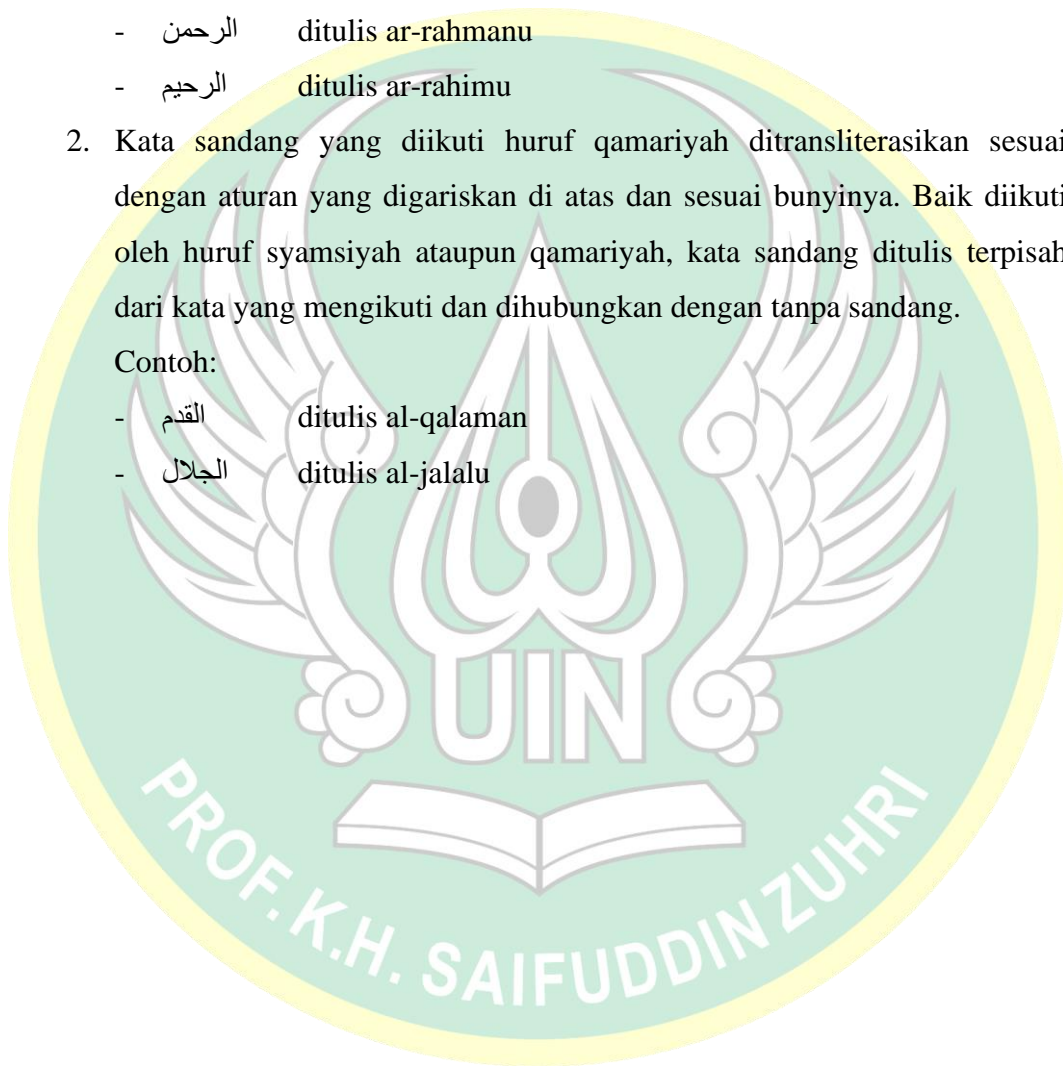 - الرحمن ditulis ar-rahmanu
- الرحيم ditulis ar-rahimu
2. Kata sandang yang diikuti huruf qamariyah ditransliterasikan sesuai
dengan aturan yang digariskan di atas dan sesuai bunyinya. Baik diikuti
oleh huruf syamsiyah ataupun qamariyah, kata sandang ditulis terpisah
dari kata yang mengikuti dan dihubungkan dengan tanpa sandang.
Contoh:
- القدم ditulis al-qalaman
- الجلال ditulis al-jalalu
UIN
PROF. K.H. SAIFUDDIN ZUHRI